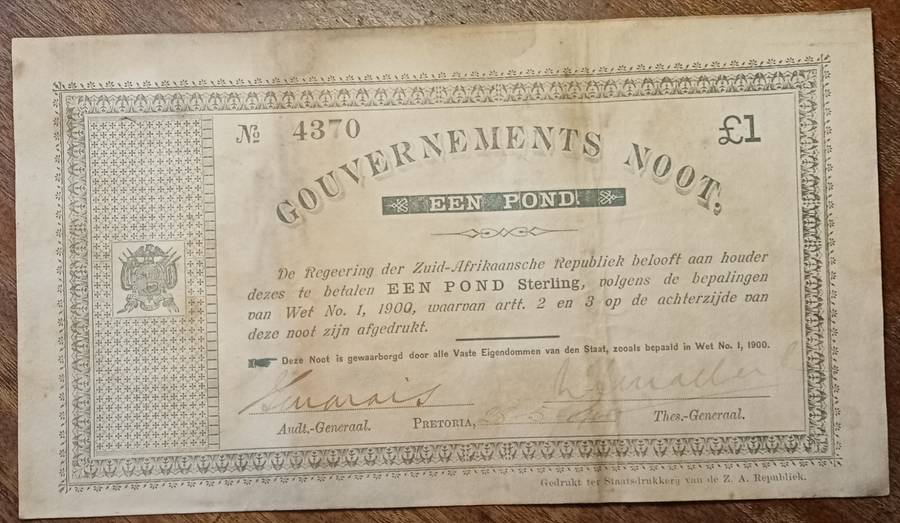 No 4370
£1
GOUVERNEMENTS NOOT,
EEN POND.
De Regeering der Zuid-Afrikaansche Republiek belooft aan houder
dezes te betalen EEN POND Sterling, volgens de bepalingen
van Wet No. 1, 1900, waarvan artt. 2 en 3 op de achterzijde van
deze noot zijn afgedrukt.
Deze Noot is gewaarborgd door alle Vaste Eigendommen van den Staat, zooals bepaald in Wet No. 1, 1900.
Marais
Audt.-Generaal. PRETORIA, Thes.-Generaal.
Gedrukt ter Staatsdrukkerij van de Z. A. Republiek.